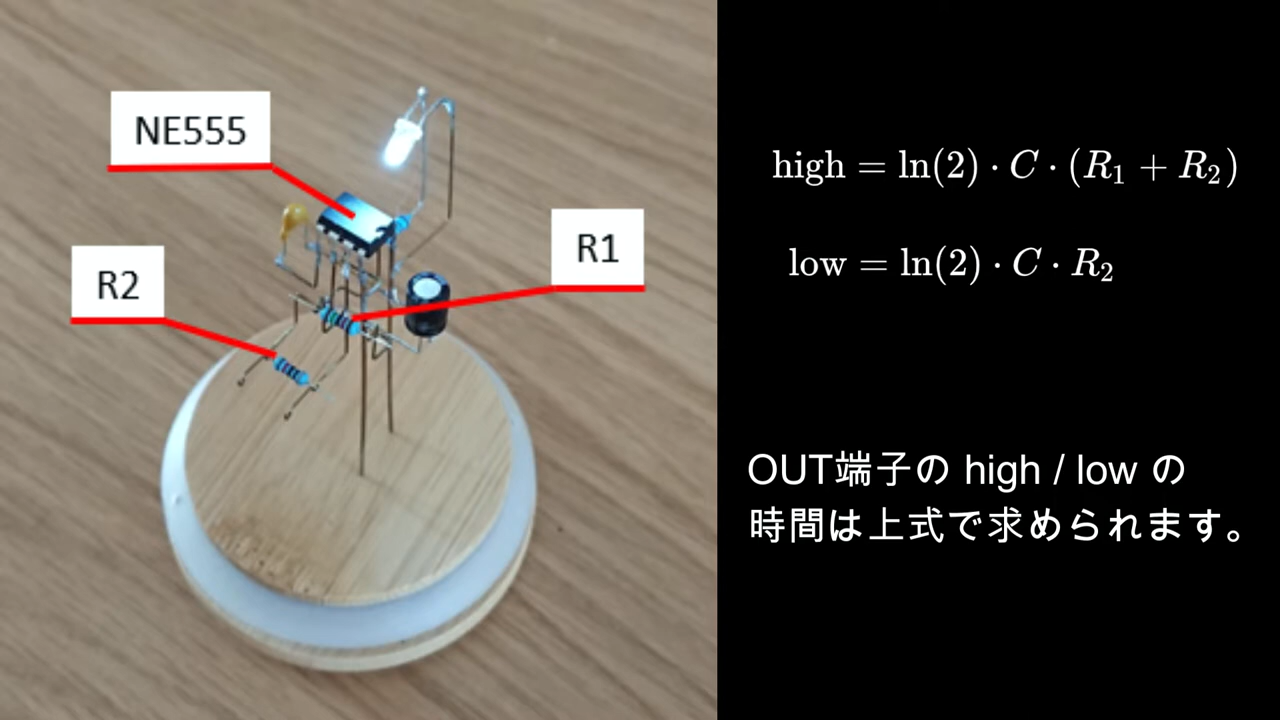 NE555
R1
R2
high = ln(2) · C · (R₁ + R₂)
low = ln(2) · C · R₂
OUT端子の high / low の
時間は上式で求められます。